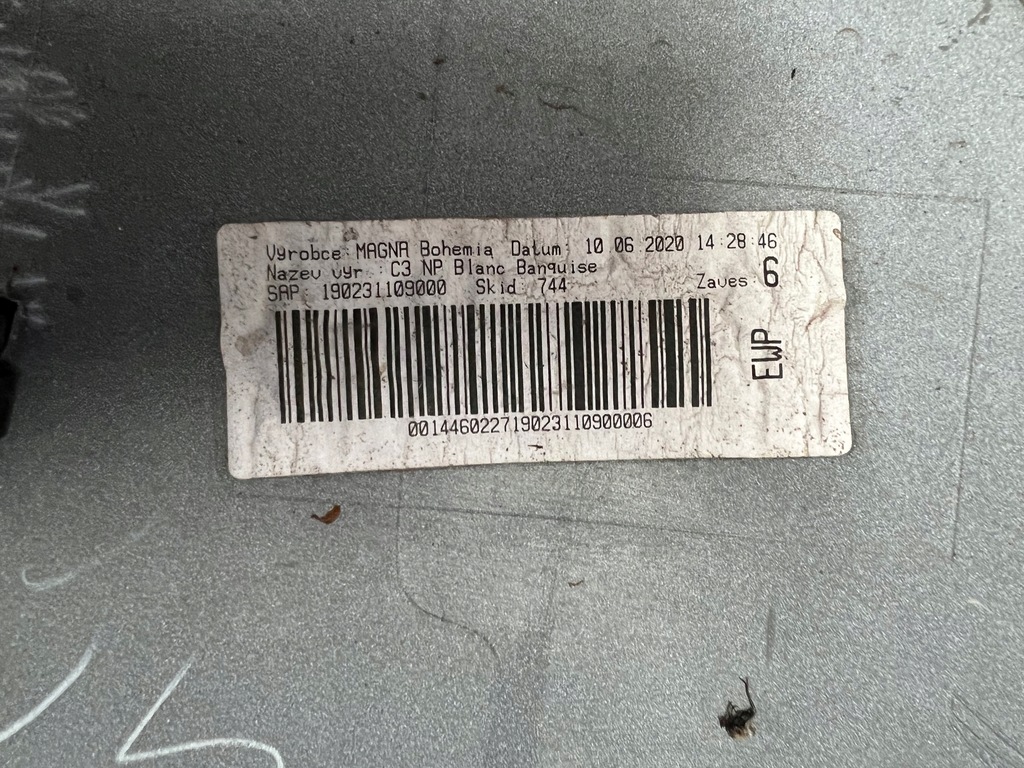 Vyrobce: MAGNA Bohemia Datum: 10.06.2020 14:28:46
Nazev vyr.: C3 NP Blanc Banquise
SAP: 190231109000 Skid: 744 Zaves: 6
EWP
0014460227190231109000006